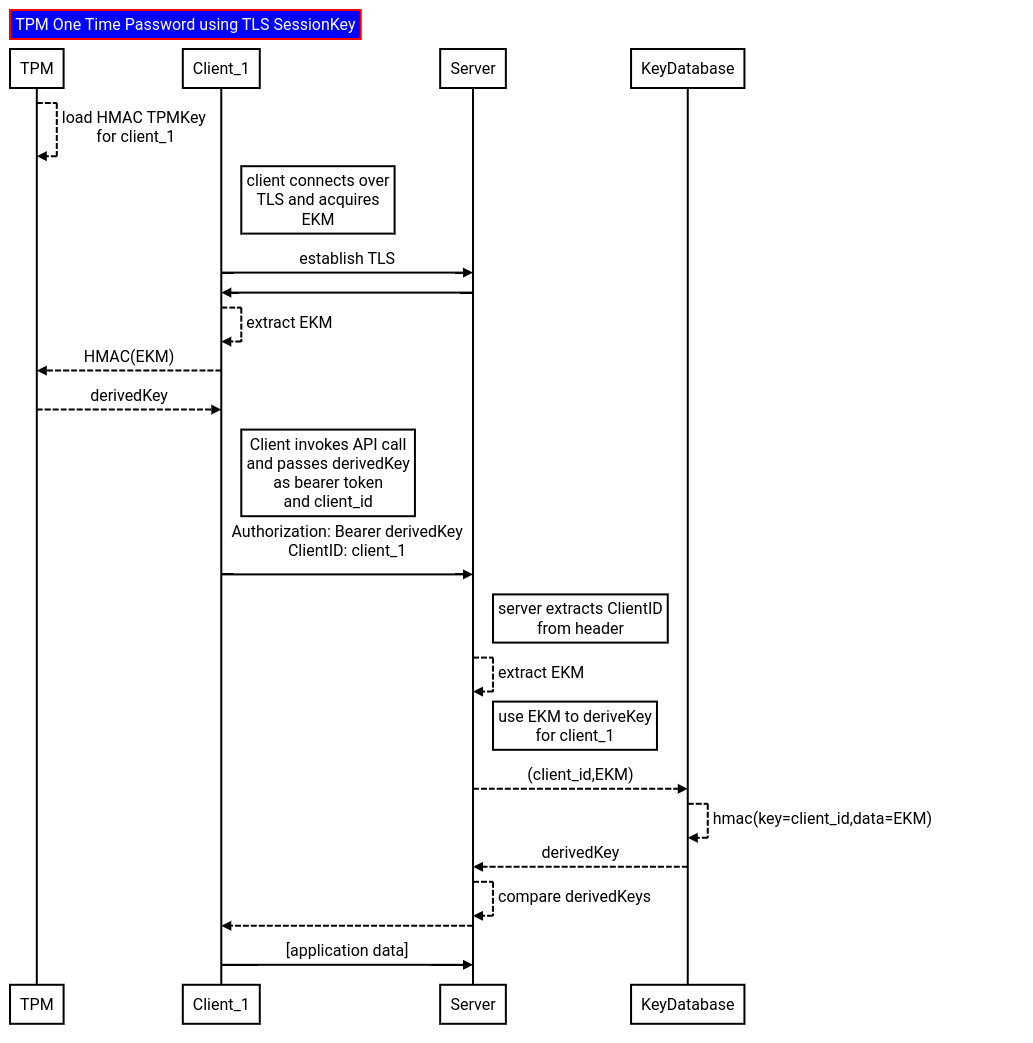 TPM One Time Password using TLS SessionKey
TPM
Client_1
Server
KeyDatabase
load HMAC TPMKey
for client_1
client connects over
TLS and acquires
EKM
establish TLS
extract EKM
HMAC(EKM)
derivedKey
Client invokes API call
and passes derivedKey
as bearer token
and client_id
Authorization: Bearer derivedKey
ClientID: client_1
server extracts ClientID
from header
extract EKM
use EKM to deriveKey
for client_1
(client_id,EKM)
hmac(key=client_id,data=EKM)
derivedKey
compare derivedKeys
[application data]
TPM
Client_1
Server
KeyDatabase